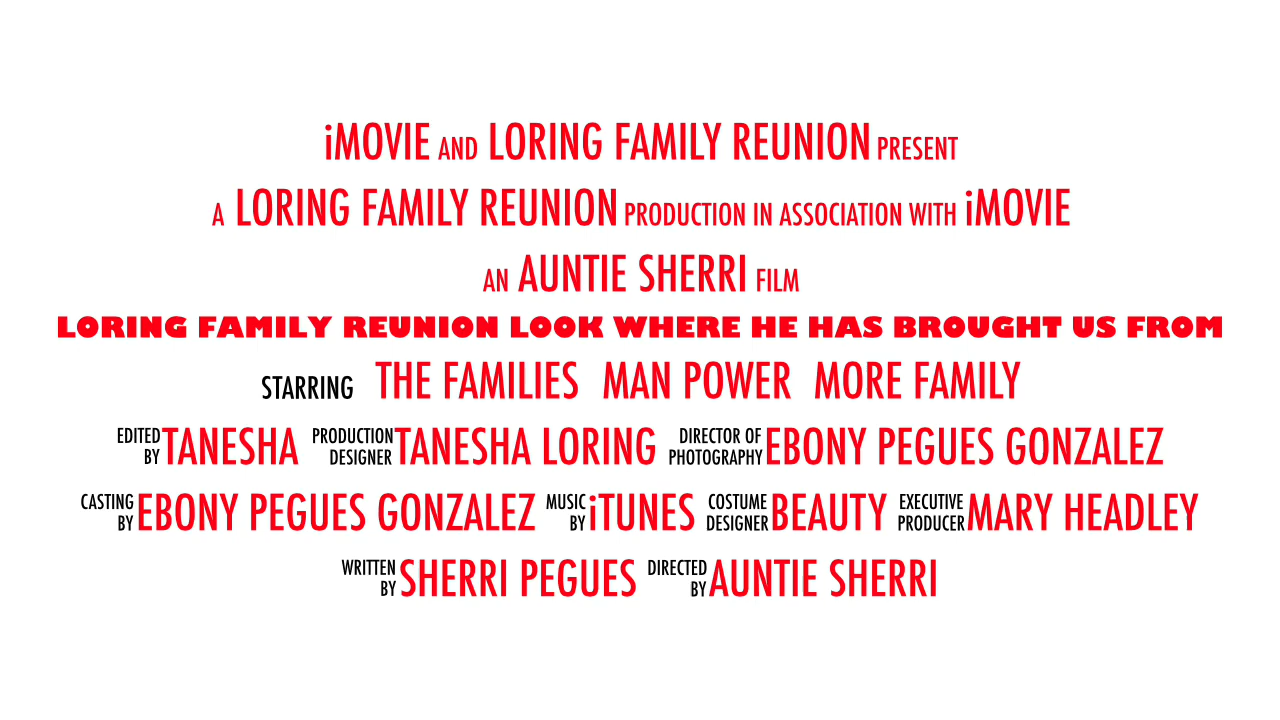 iMOVIE AND LORING FAMILY REUNION PRESENT
A LORING FAMILY REUNION PRODUCTION IN ASSOCIATION WITH iMOVIE
AN AUNTIE SHERRI FILM
LORING FAMILY REUNION LOOK WHERE HE HAS BROUGHT US FROM
STARRING THE FAMILIES MAN POWER MORE FAMILY
EDITED BY TANESHA PRODUCTION DESIGNER TANESHA LORING DIRECTOR OF PHOTOGRAPHY EBONY PEGUES GONZALEZ
CASTING BY EBONY PEGUES GONZALEZ MUSIC BY iTUNES COSTUME DESIGNER BEAUTY EXECUTIVE PRODUCER MARY HEADLEY
WRITTEN BY SHERRI PEGUES DIRECTED BY AUNTIE SHERRI